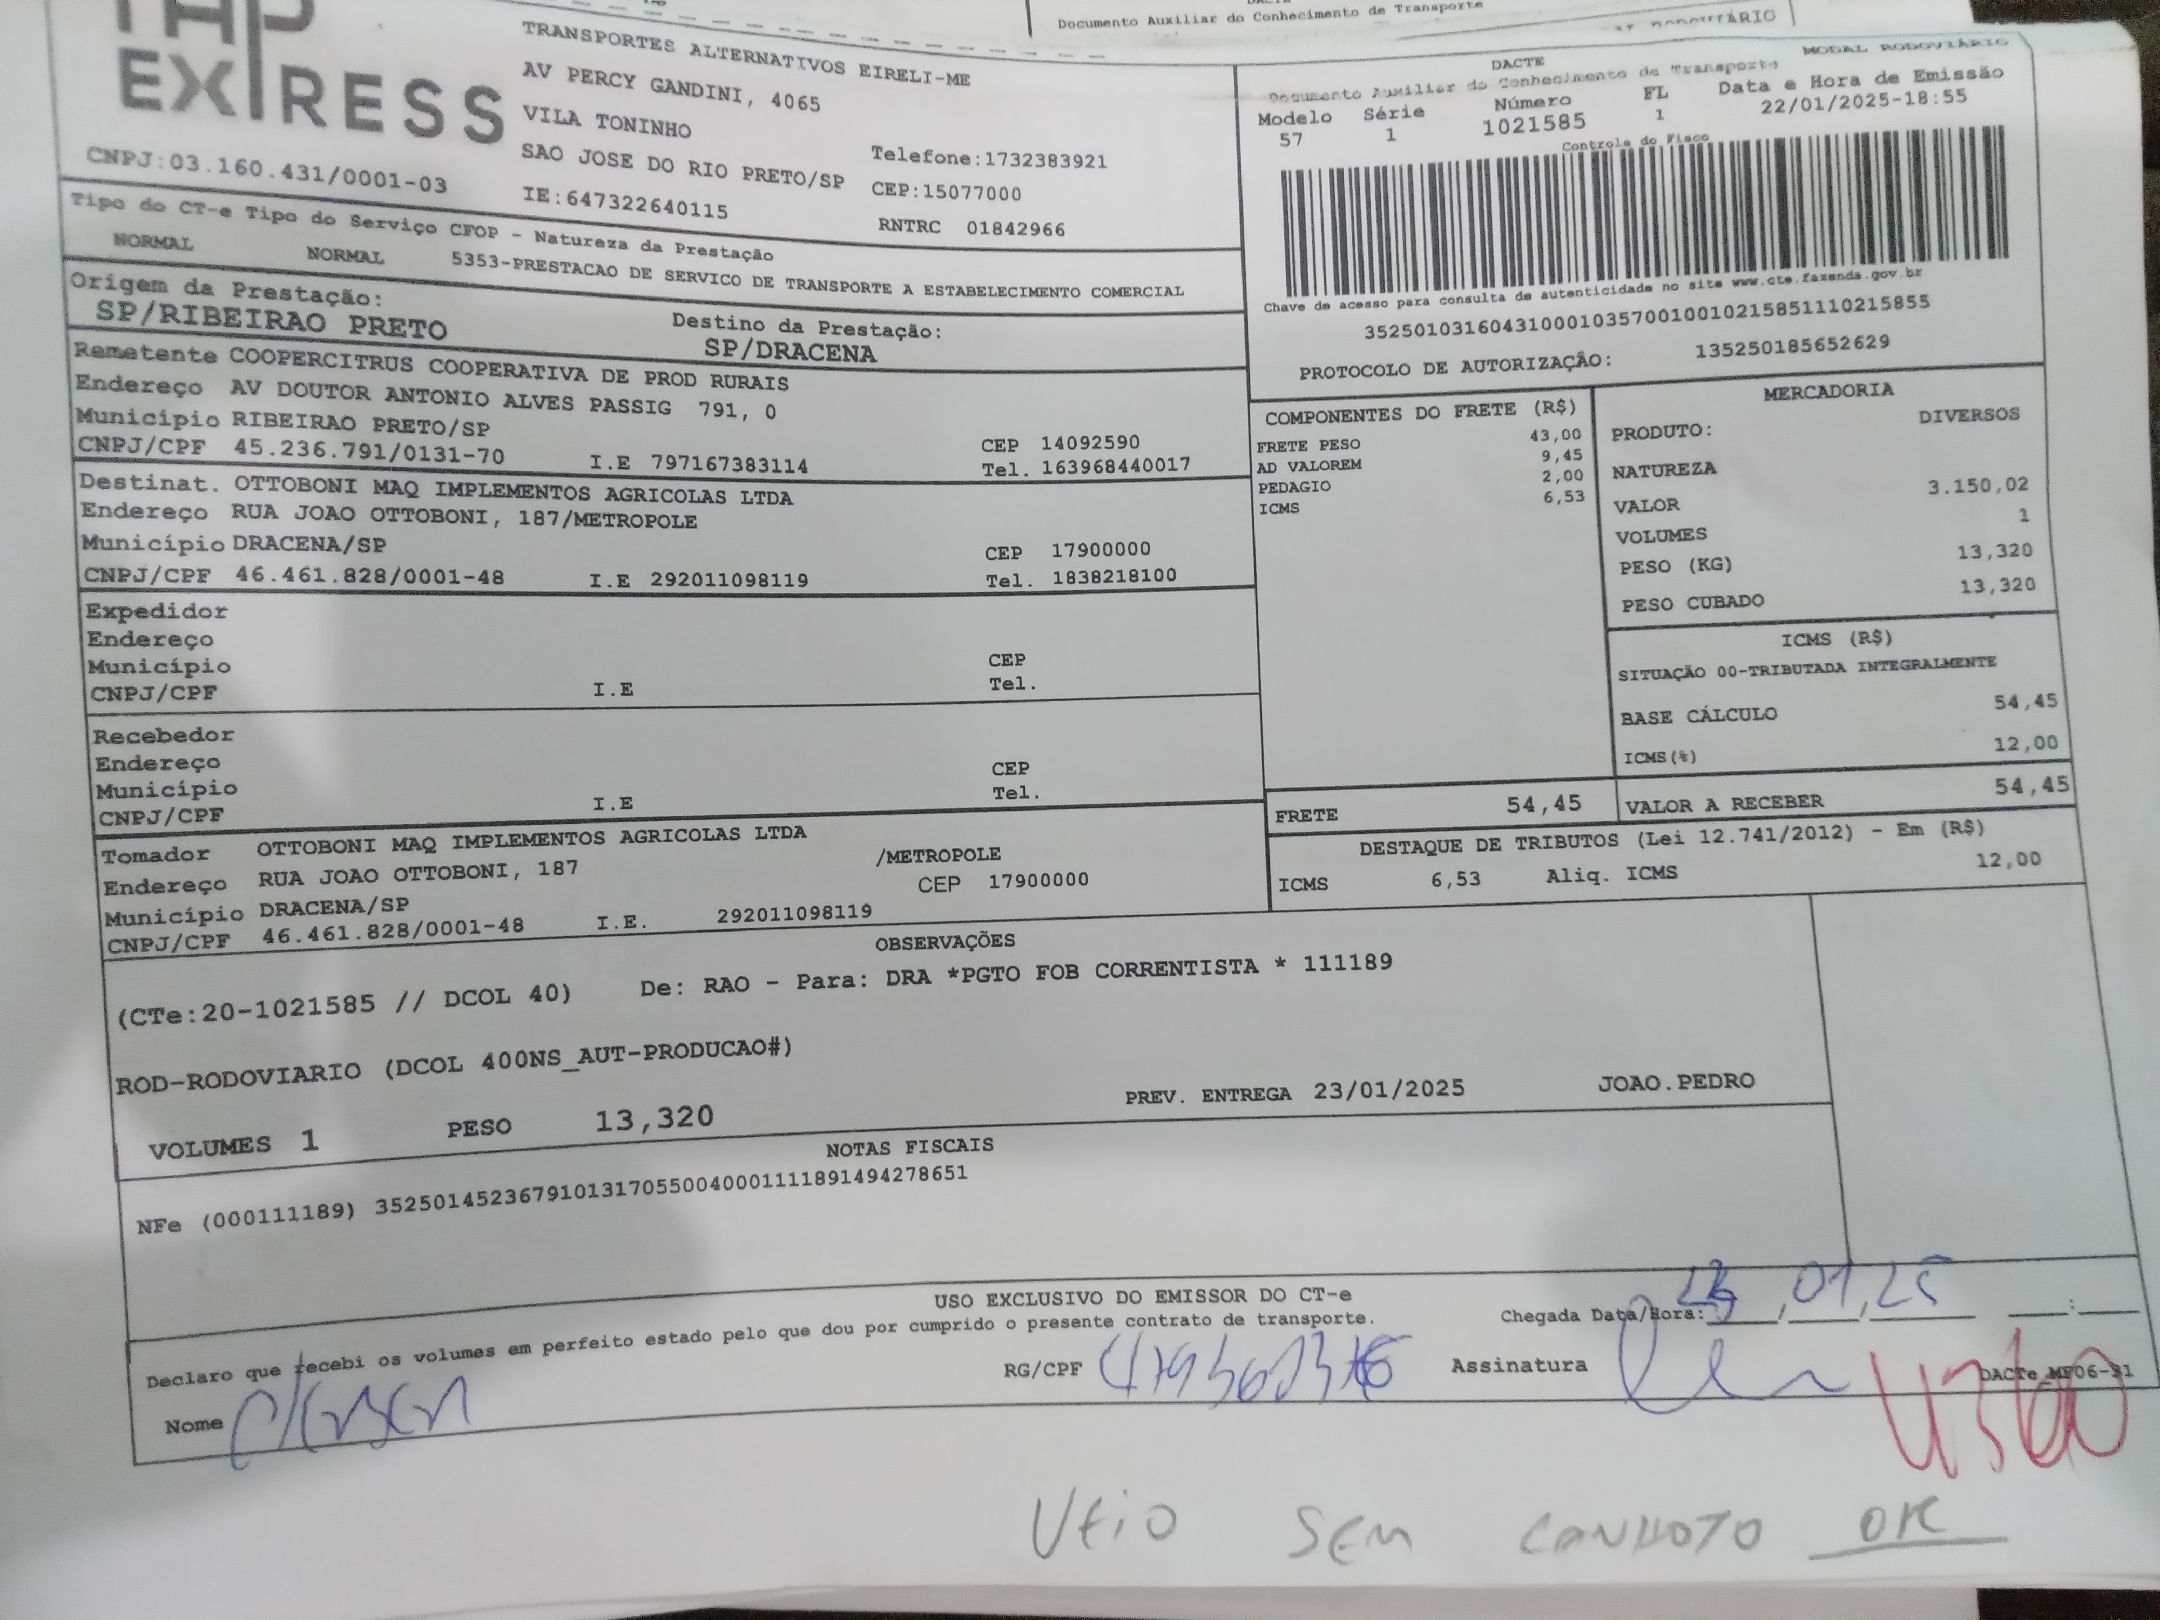 Documento Auxiliar do Conhecimento de Transporte
TAP
EXPRESS
CNPJ:03.160.431/0001-03
TRANSPORTES ALTERNATIVOS EIRELI-ME
AV PERCY GANDINI, 4065
VILA TONINHO
SAO JOSE DO RIO PRETO/SP
IE:647322640115
Telefone:1732383921
CEP:15077000
RNTRC 01842966
MODAL RODOVIÁRIO
DACTE
Documento Auxiliar do Conhecimento de Transporte
Modelo Série Número FL Data e Hora de Emissão
57 1 1021585 1 22/01/2025-18:55
Controle do Fisco
Chave de acesso para consulta de autenticidade no site www.cte.fazenda.gov.br
35250103160431000103570010010215851110215855
PROTOCOLO DE AUTORIZAÇÃO: 135250185652629
Tipo do CT-e Tipo do Serviço CFOP - Natureza da Prestação
NORMAL NORMAL 5353-PRESTACAO DE SERVICO DE TRANSPORTE A ESTABELECIMENTO COMERCIAL
Origem da Prestação:
SP/RIBEIRAO PRETO
Destino da Prestação:
SP/DRACENA
Remetente COOPERCITRUS COOPERATIVA DE PROD RURAIS
Endereço AV DOUTOR ANTONIO ALVES PASSIG 791, 0
Município RIBEIRAO PRETO/SP CEP 14092590
CNPJ/CPF 45.236.791/0131-70 I.E 797167383114 Tel. 163968440017
Destinat. OTTOBONI MAQ IMPLEMENTOS AGRICOLAS LTDA
Endereço RUA JOAO OTTOBONI, 187/METROPOLE
Município DRACENA/SP CEP 17900000
CNPJ/CPF 46.461.828/0001-48 I.E 292011098119 Tel. 1838218100
Expedidor
Endereço
Município CEP
CNPJ/CPF I.E Tel.
Recebedor
Endereço
Município CEP
CNPJ/CPF I.E Tel.
Tomador OTTOBONI MAQ IMPLEMENTOS AGRICOLAS LTDA
Endereço RUA JOAO OTTOBONI, 187 /METROPOLE
Município DRACENA/SP CEP 17900000
CNPJ/CPF 46.461.828/0001-48 I.E. 292011098119
COMPONENTES DO FRETE (R$)
FRETE PESO 43,00
AD VALOREM 9,45
PEDAGIO 2,00
ICMS 6,53
MERCADORIA
PRODUTO: DIVERSOS
NATUREZA
VALOR 3.150,02
VOLUMES 1
PESO (KG) 13,320
PESO CUBADO 13,320
ICMS (R$)
SITUAÇÃO 00-TRIBUTADA INTEGRALMENTE
BASE CÁLCULO 54,45
ICMS(%) 12,00
FRETE 54,45 VALOR A RECEBER 54,45
DESTAQUE DE TRIBUTOS (Lei 12.741/2012) - Em (R$)
ICMS 6,53 Aliq. ICMS 12,00
OBSERVAÇÕES
(CTe:20-1021585 // DCOL 40) De: RAO - Para: DRA *PGTO FOB CORRENTISTA * 111189
ROD-RODOVIARIO (DCOL 400NS_AUT-PRODUCAO#)
PREV. ENTREGA 23/01/2025 JOAO.PEDRO
VOLUMES 1 PESO 13,320
NOTAS FISCAIS
NFe (000111189) 35250145236791013170550040001111891494278651
USO EXCLUSIVO DO EMISSOR DO CT-e
Declaro que recebi os volumes em perfeito estado pelo que dou por cumprido o presente contrato de transporte.
Chegada Data/Hora: 23,01,25 :
Nome
RG/CPF
Assinatura
DACTe_MF06-31
VEIO SEM CANHOTO OK